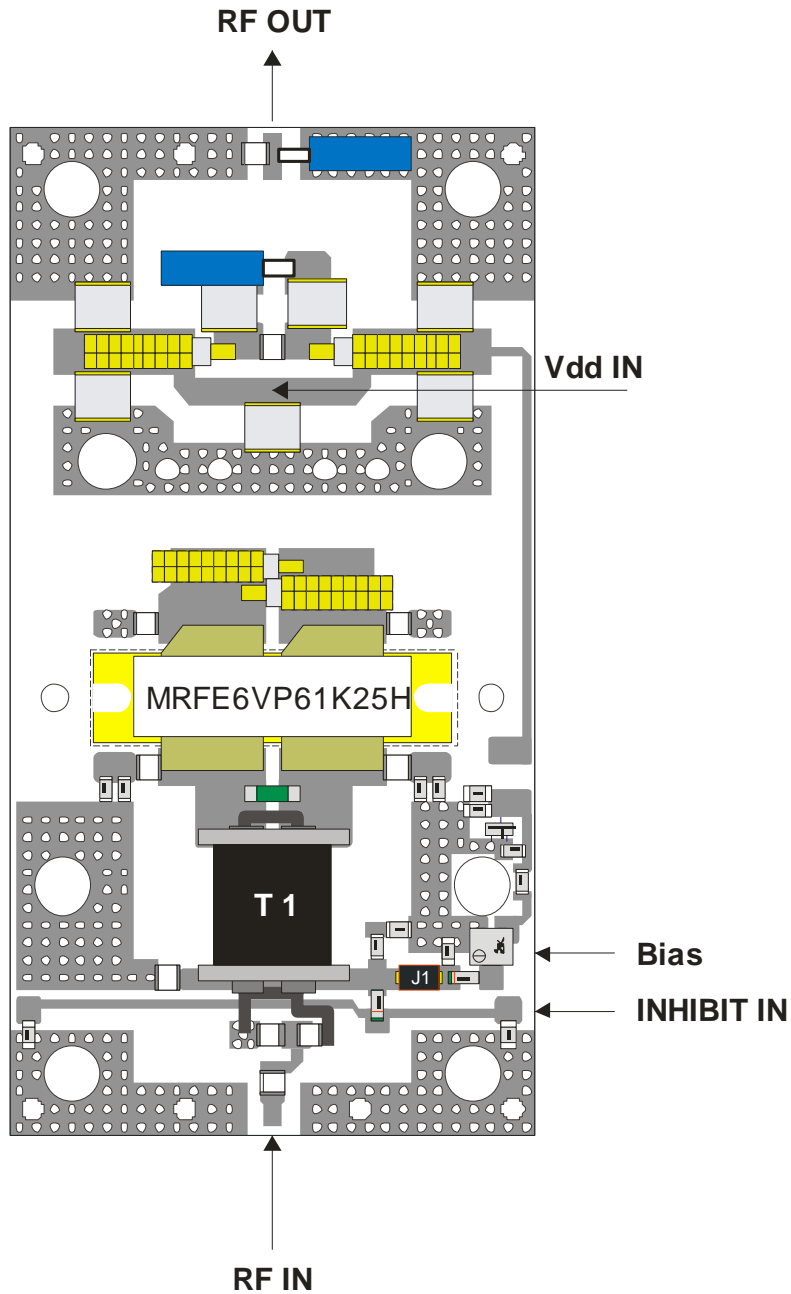 RF OUT
Vdd IN
MRFE6VP61K25H
T 1
J1
Bias
INHIBIT IN
RF IN